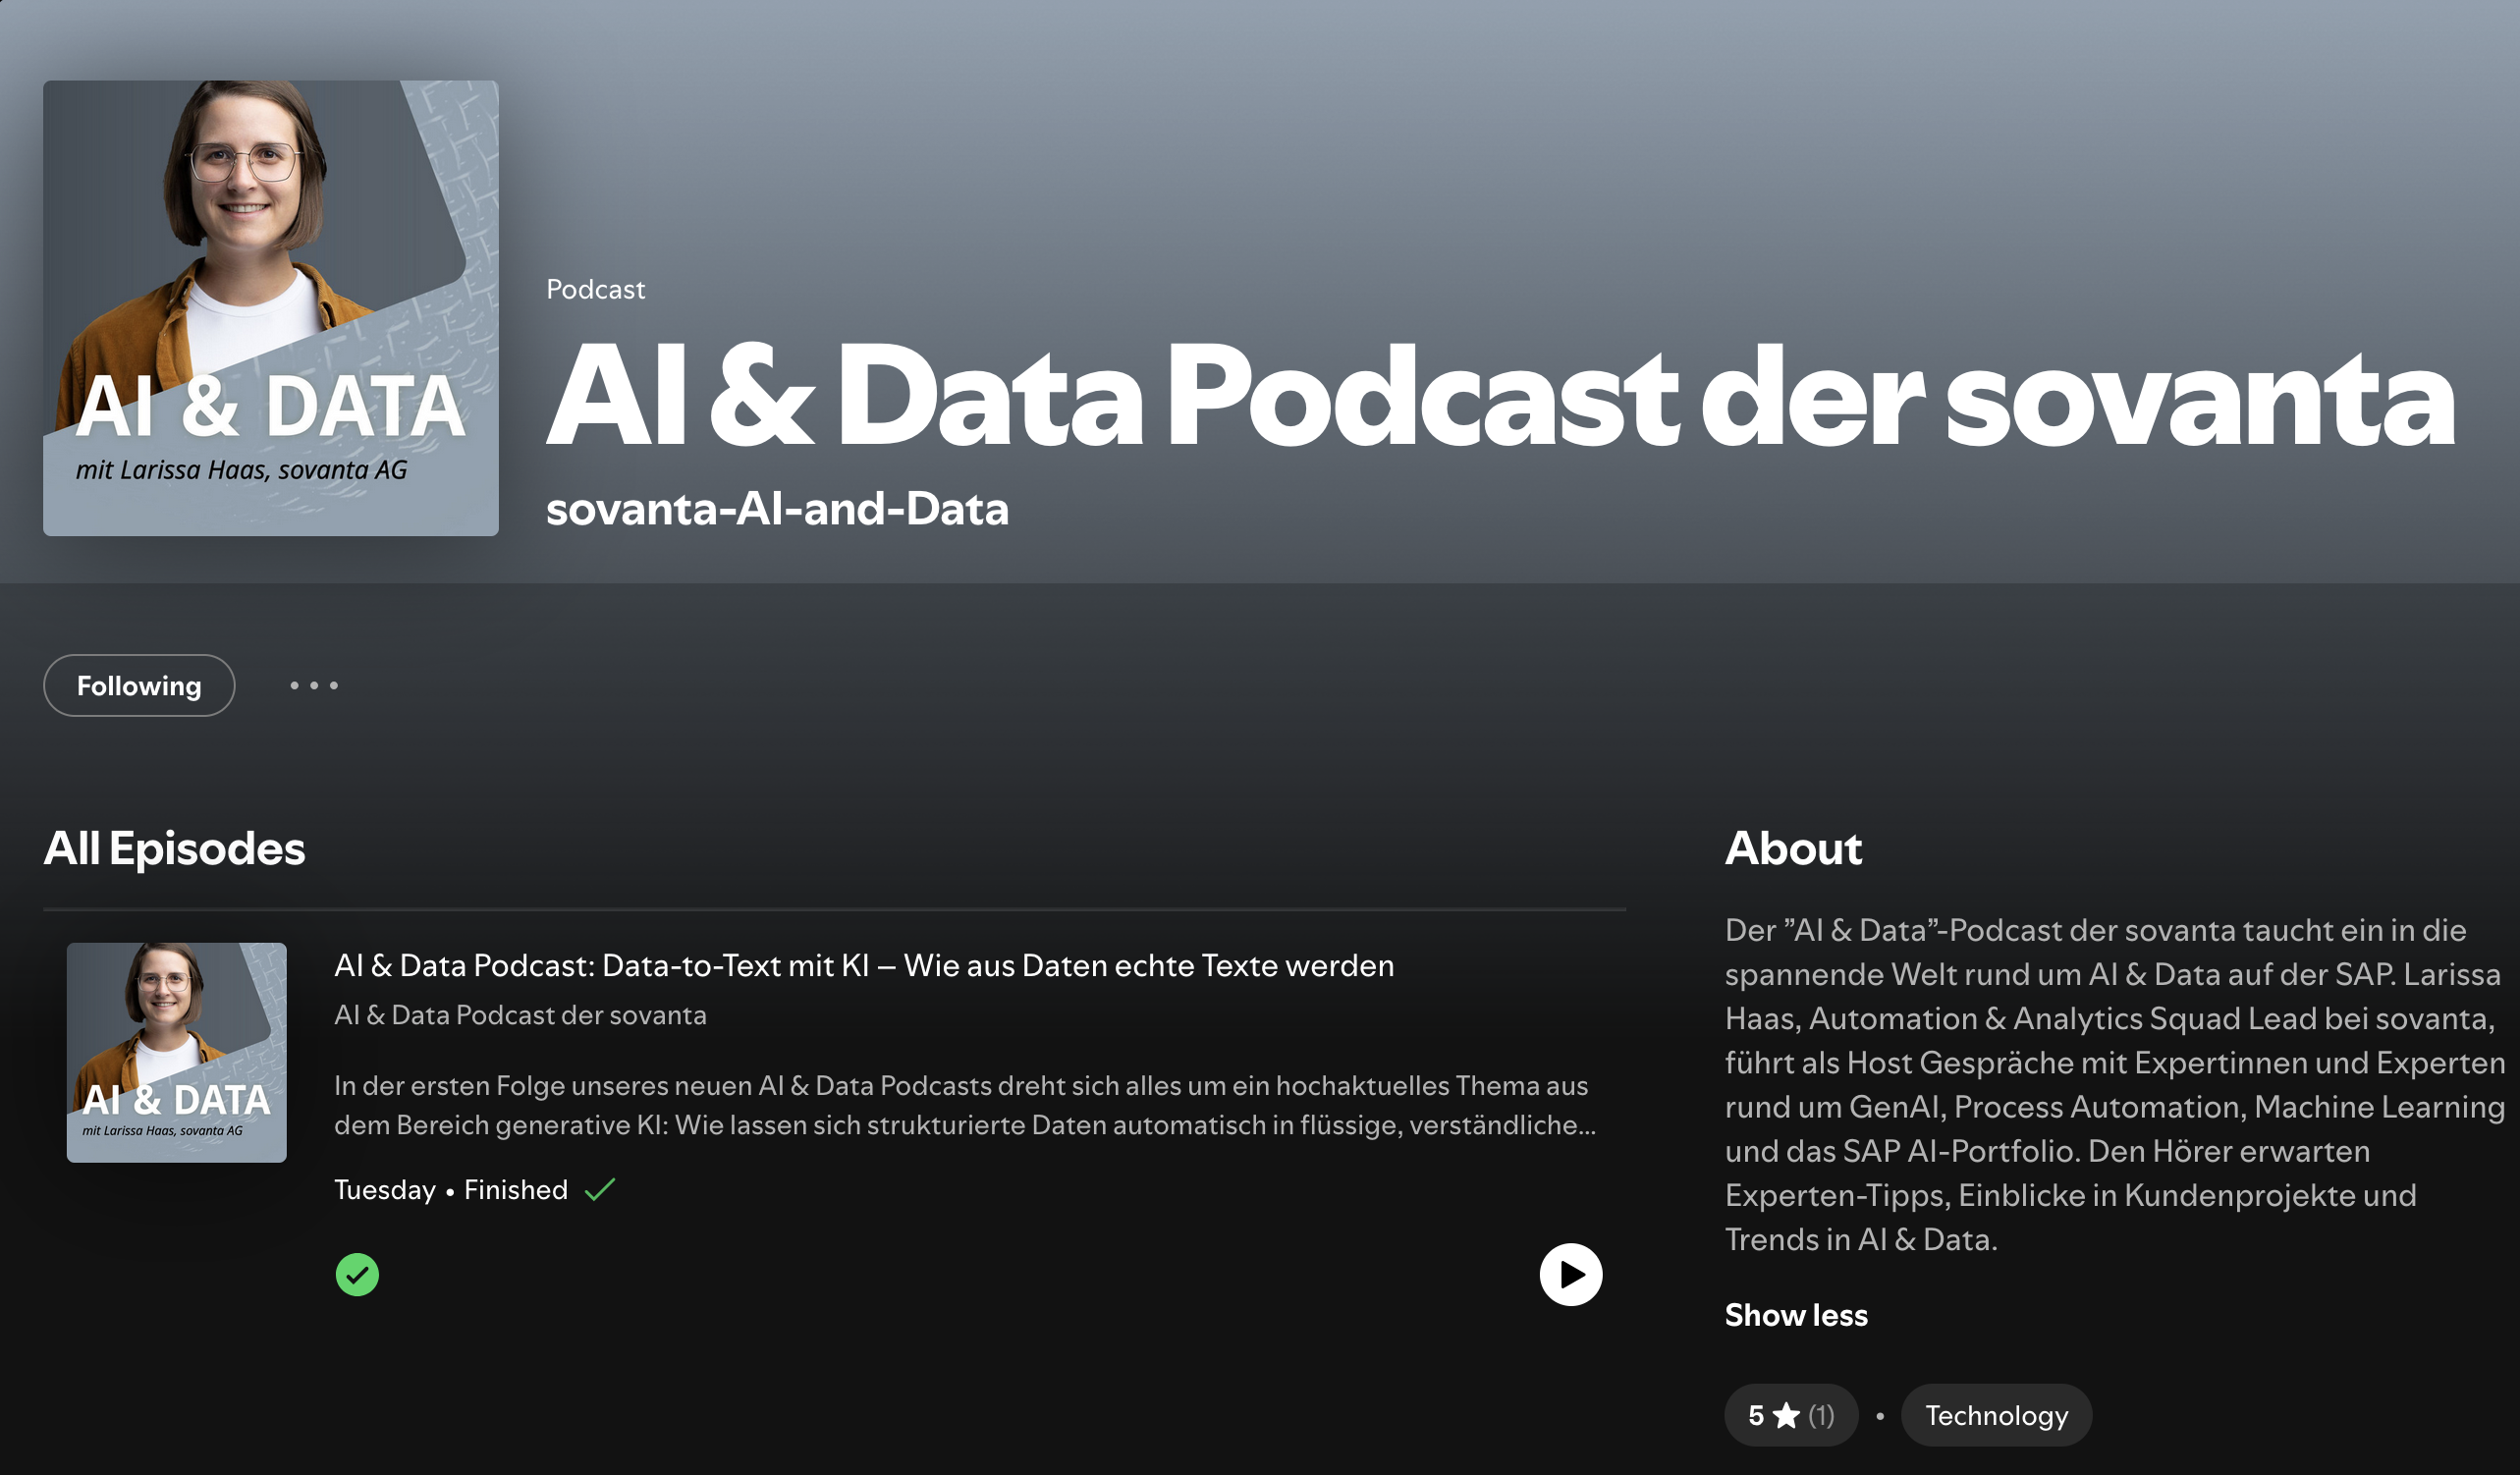 AI & DATA
mit Larissa Haas, sovanta AG
Podcast
AI & Data Podcast der sovanta
sovanta-AI-and-Data
Following
All Episodes
AI & DATA
mit Larissa Haas, sovanta AG
AI & Data Podcast: Data-to-Text mit KI – Wie aus Daten echte Texte werden
AI & Data Podcast der sovanta
In der ersten Folge unseres neuen AI & Data Podcasts dreht sich alles um ein hochaktuelles Thema aus
dem Bereich generative KI: Wie lassen sich strukturierte Daten automatisch in flüssige, verständliche...
Tuesday • Finished
About
Der ”AI & Data”-Podcast der sovanta taucht ein in die
spannende Welt rund um AI & Data auf der SAP. Larissa
Haas, Automation & Analytics Squad Lead bei sovanta,
führt als Host Gespräche mit Expertinnen und Experten
rund um GenAI, Process Automation, Machine Learning
und das SAP AI-Portfolio. Den Hörer erwarten
Experten-Tipps, Einblicke in Kundenprojekte und
Trends in AI & Data.
Show less
5 ★ (1) • Technology